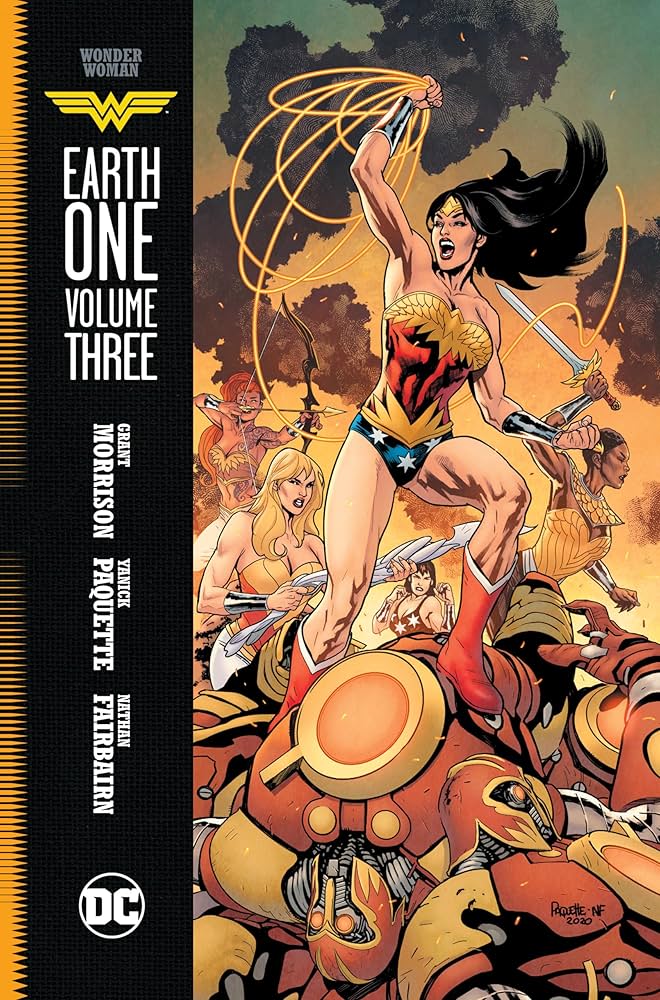 WONDER
WOMAN
EARTH
ONE
VOLUME
THREE
GRANT
MORRISON
YANICK
PAQUETTE
NATHAN
FAIRBAIRN
DC
PAQUETTE·NF
2020